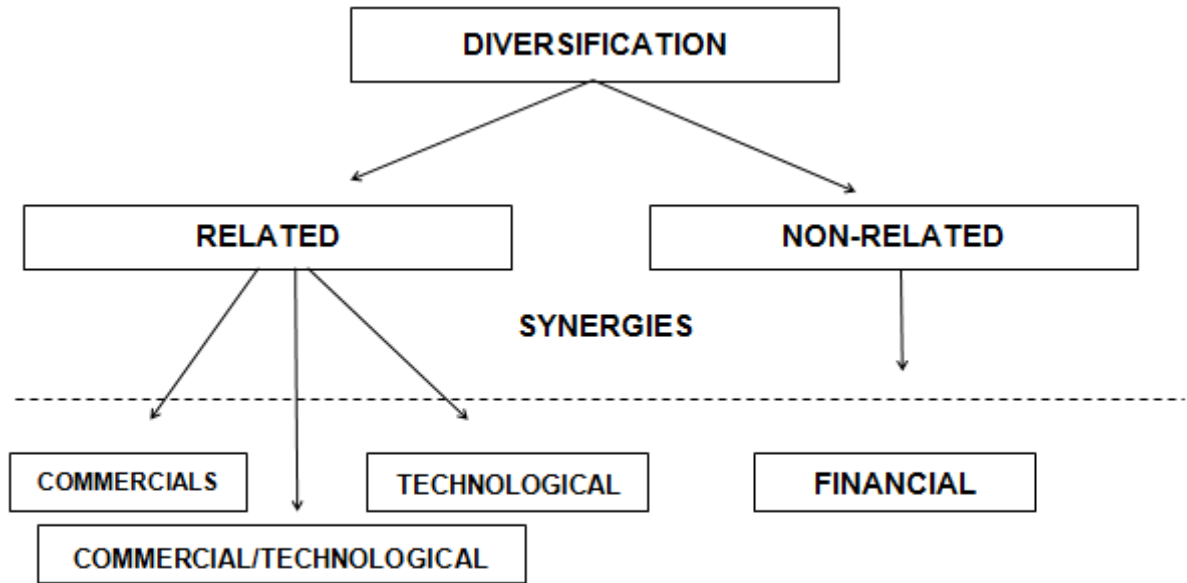 DIVERSIFICATION
RELATED
NON-RELATED
SYNERGIES
COMMERCIALS
TECHNOLOGICAL
FINANCIAL
COMMERCIAL/TECHNOLOGICAL